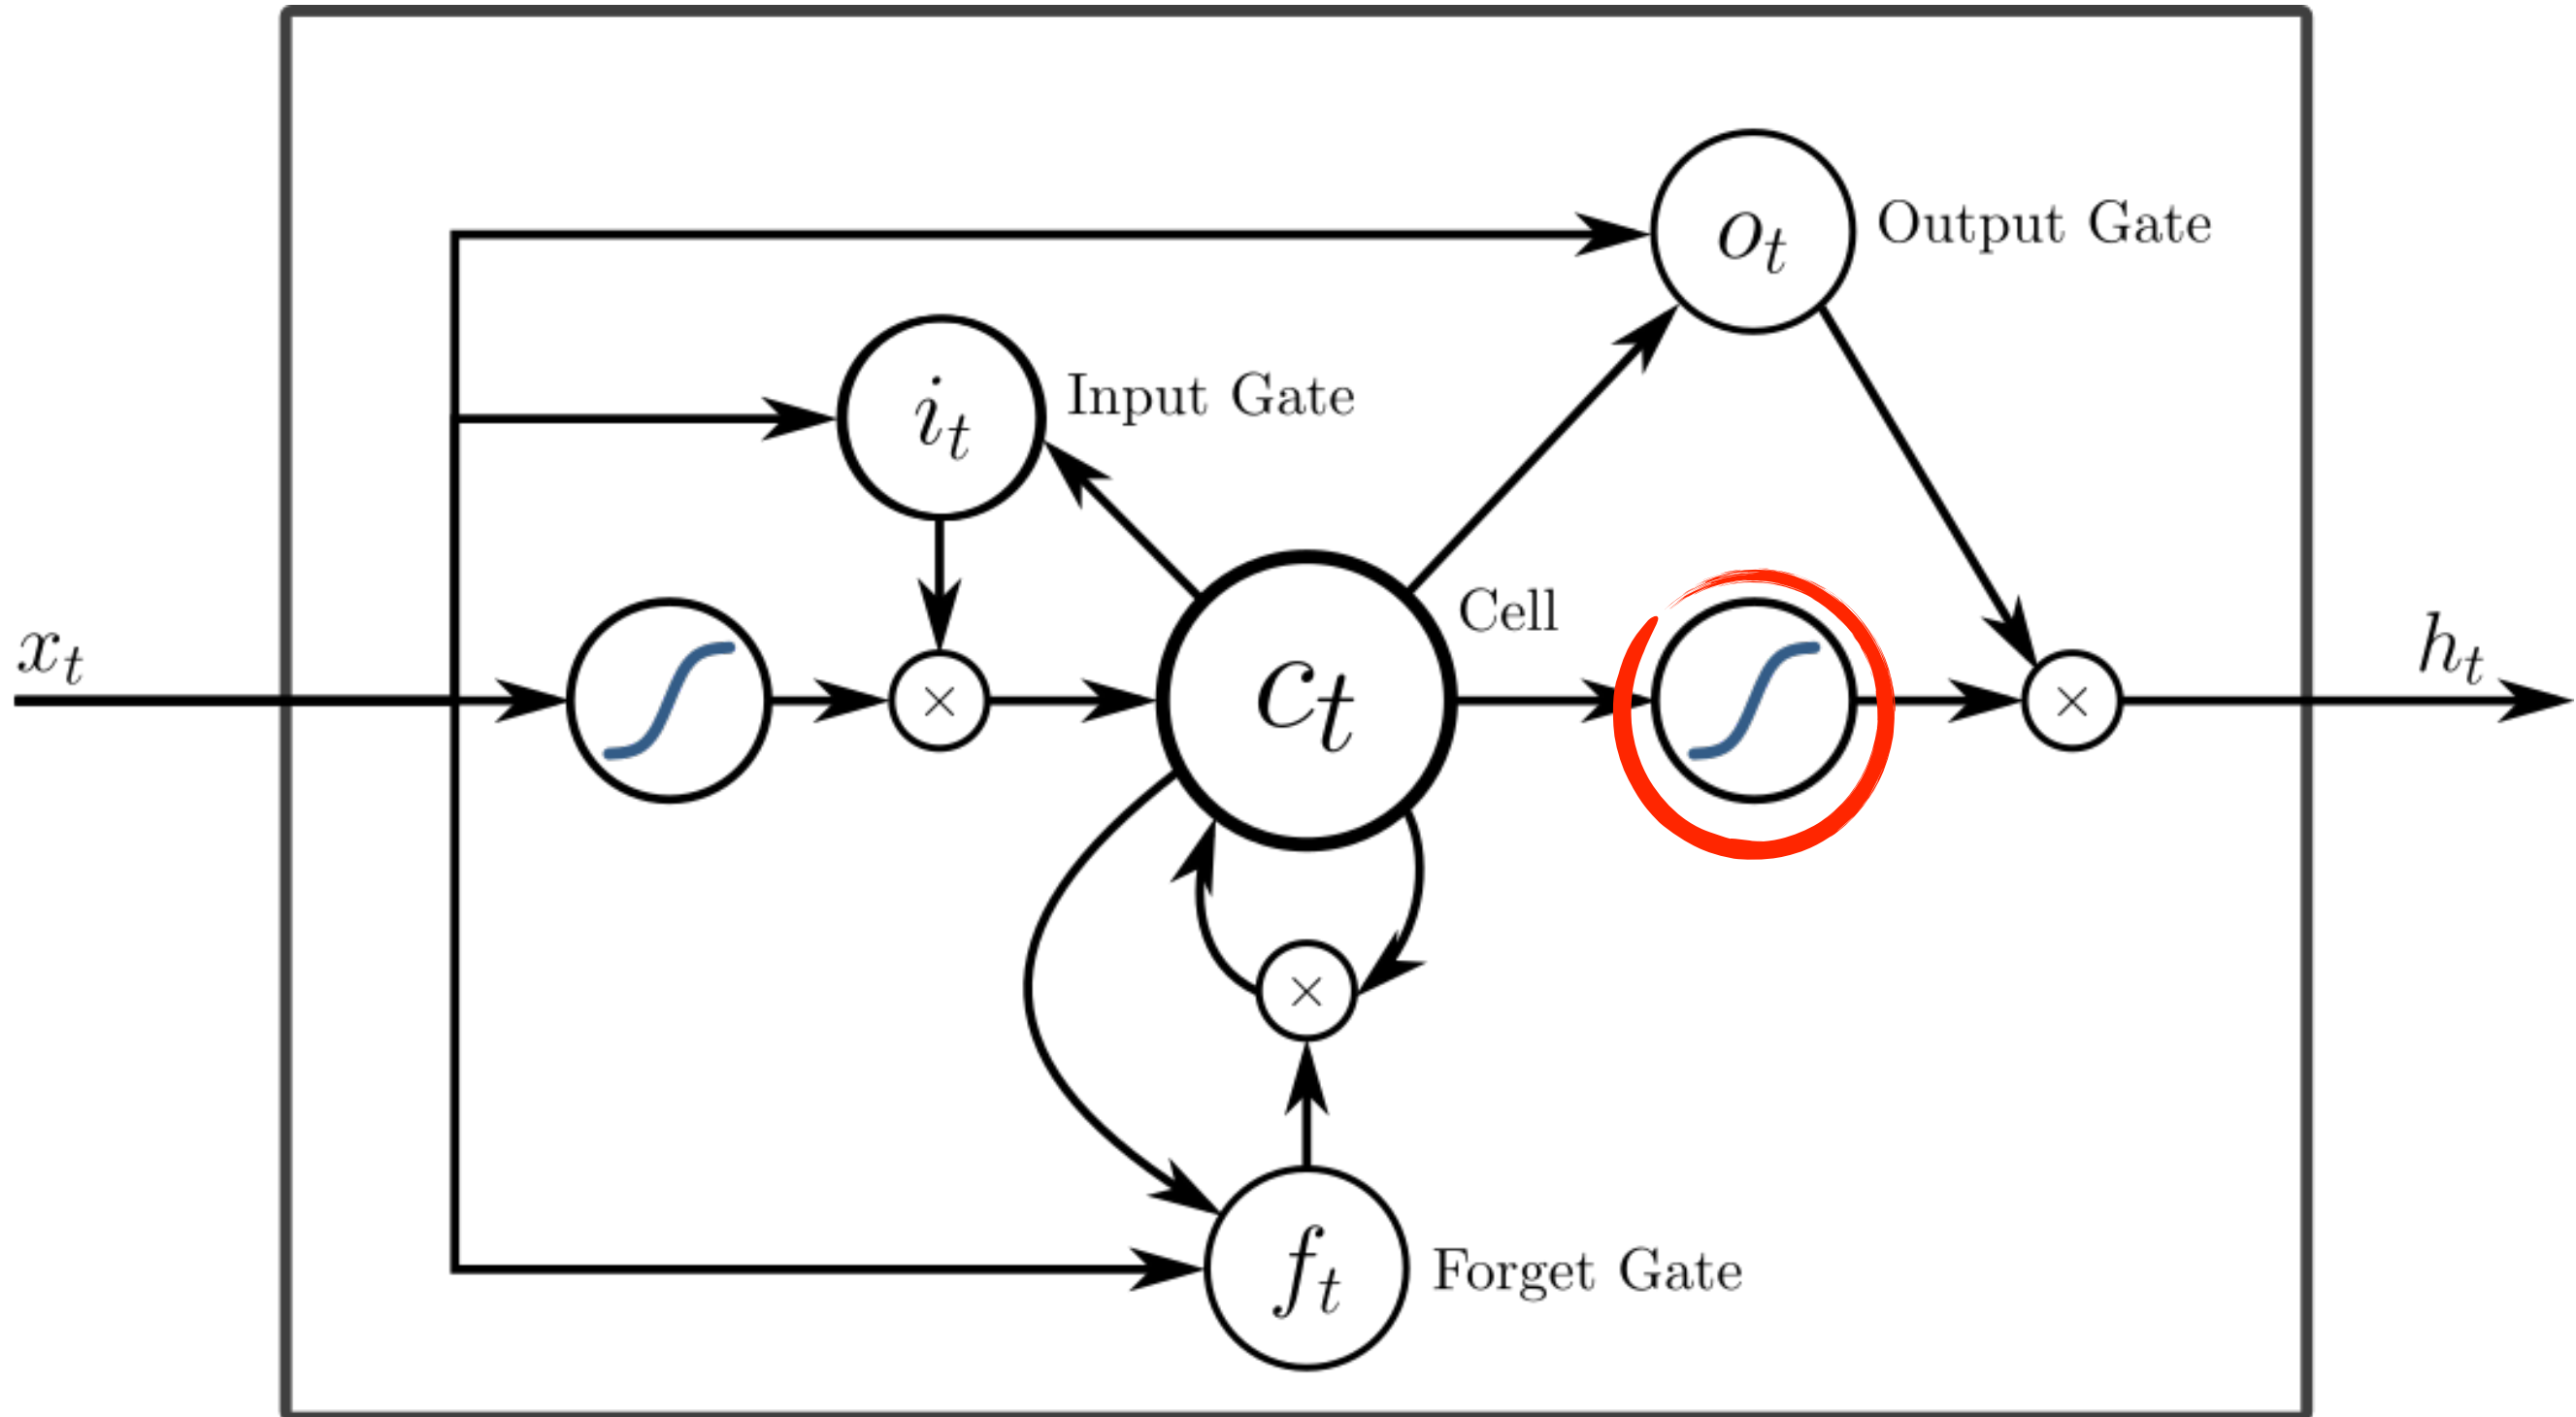 o_t Output Gate
i_t Input Gate
x_t
×
c_t
Cell
×
h_t
×
f_t Forget Gate